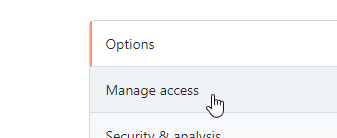 Options
Manage access
Security & analysis